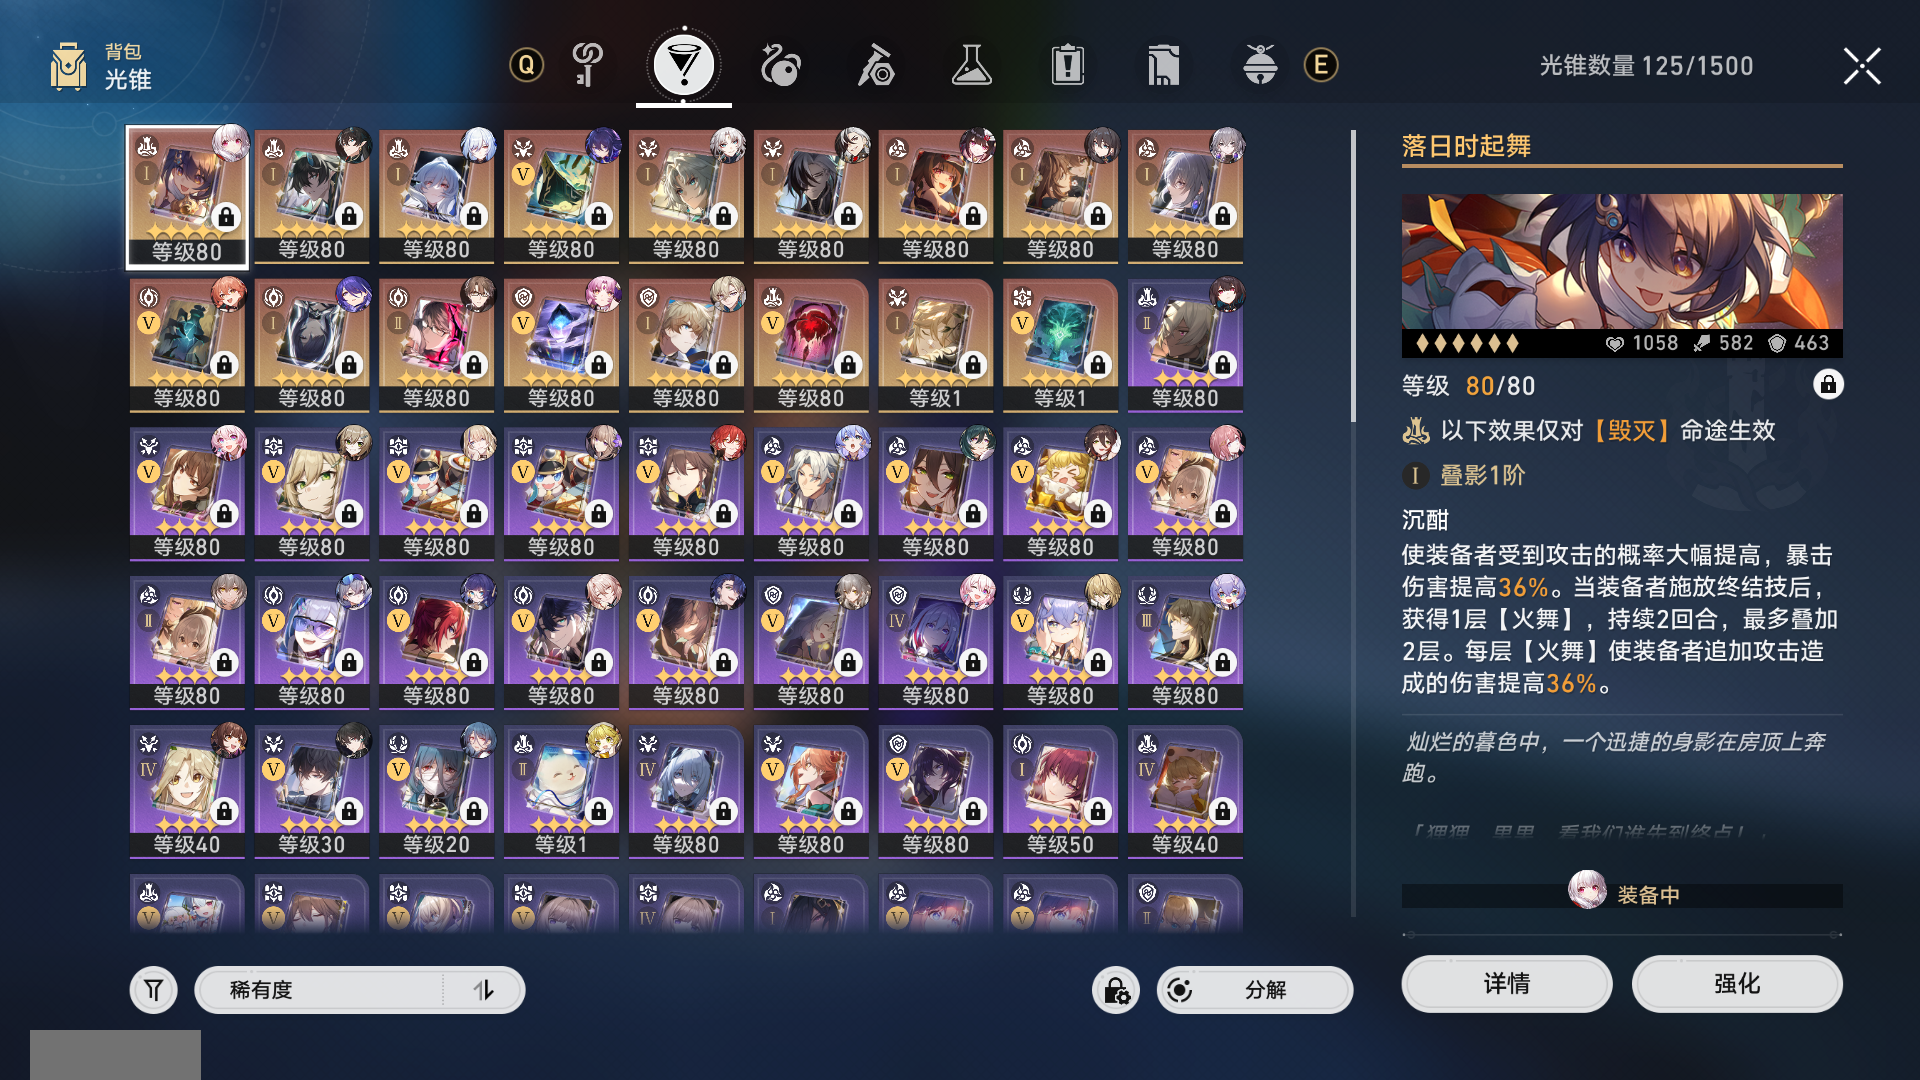 背包
光锥
Q
E
光锥数量 125/1500
I 等级80
I 等级80
I 等级80
V 等级80
I 等级80
I 等级80
I 等级80
I 等级80
I 等级80
V 等级80
I 等级80
II 等级80
V 等级80
I 等级80
V 等级80
I 等级1
V 等级1
II 等级80
V 等级80
V 等级80
V 等级80
V 等级80
V 等级80
V 等级80
V 等级80
V 等级80
V 等级80
II 等级80
V 等级80
V 等级80
V 等级80
V 等级80
V 等级80
IV 等级80
V 等级80
III 等级80
IV 等级40
V 等级30
V 等级20
II 等级1
IV 等级80
V 等级80
V 等级80
I 等级50
IV 等级40
V V V V IV I V V II
稀有度
分解
落日时起舞
1058 582 463
等级 80/80
以下效果仅对【毁灭】命途生效
I 叠影1阶
沉酣
使装备者受到攻击的概率大幅提高，暴击
伤害提高36%。当装备者施放终结技后，
获得1层【火舞】，持续2回合，最多叠加
2层。每层【火舞】使装备者追加攻击造
成的伤害提高36%。
灿烂的暮色中，一个迅捷的身影在房顶上奔
跑。
装备中
详情
强化